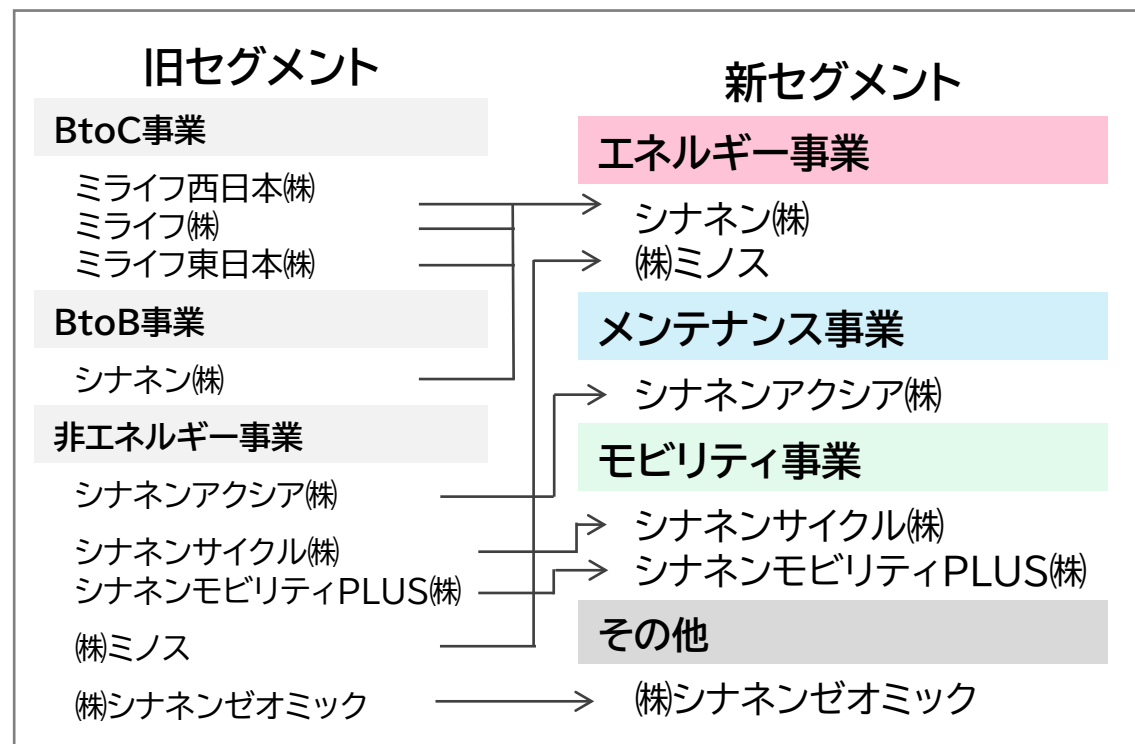 旧セグメント
BtoC事業
ミライフ西日本㈱
ミライフ㈱
ミライフ東日本㈱
BtoB事業
シナネン㈱
非エネルギー事業
シナネンアクシア㈱
シナネンサイクル㈱
シナネンモビリティPLUS㈱
㈱ミノス
㈱シナネンゼオミック
新セグメント
エネルギー事業
シナネン㈱
㈱ミノス
メンテナンス事業
シナネンアクシア㈱
モビリティ事業
シナネンサイクル㈱
シナネンモビリティPLUS㈱
その他
㈱シナネンゼオミック